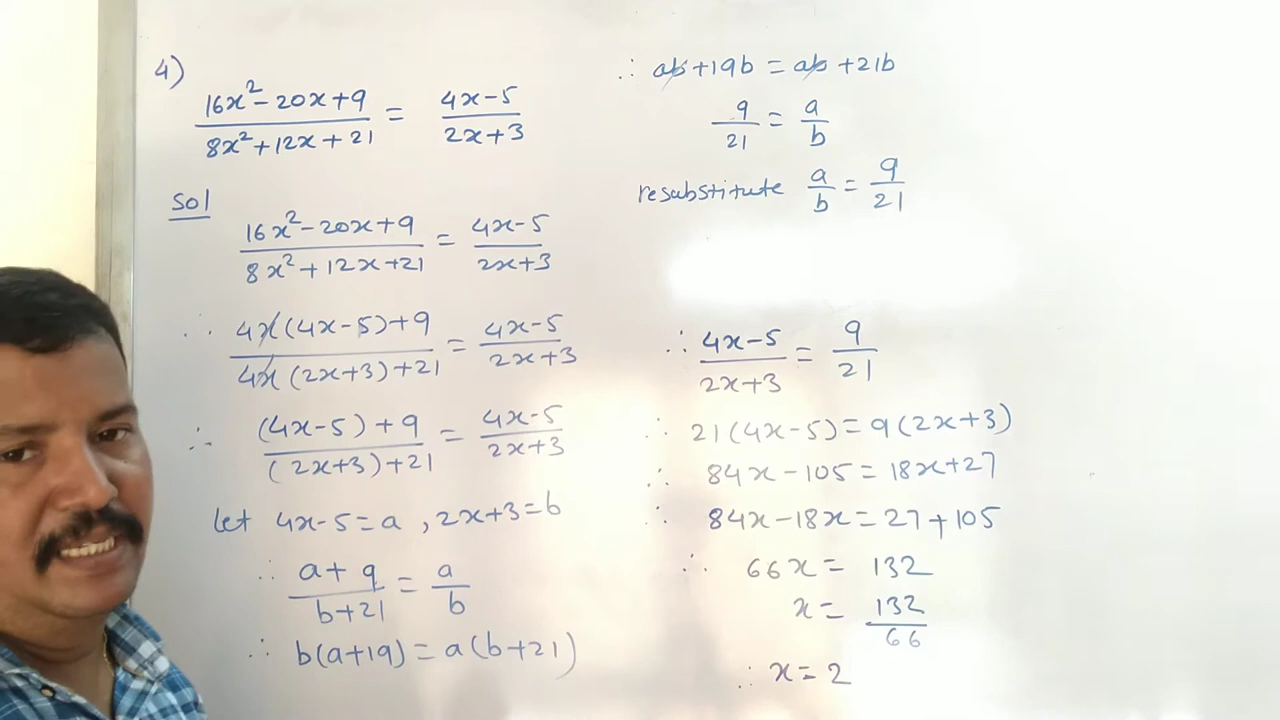 4)
16x²-20x+9 / 8x²+12x+21 = 4x-5 / 2x+3
Sol
16x²-20x+9 / 8x²+12x+21 = 4x-5 / 2x+3
∴ 4x(4x-5)+9 / 4x(2x+3)+21 = 4x-5 / 2x+3
∴ (4x-5)+9 / (2x+3)+21 = 4x-5 / 2x+3
let 4x-5=a, 2x+3=b
∴ a+9 / b+21 = a / b
∴ b(a+19)=a(b+21)
∴ ab+19b=ab+21b
9 / 21 = a / b
resubstitute a / b = 9 / 21
∴ 4x-5 / 2x+3 = 9 / 21
∴ 21(4x-5)=9(2x+3)
∴ 84x-105=18x+27
∴ 84x-18x=27+105
∴ 66x= 132
x= 132 / 66
∴ x=2